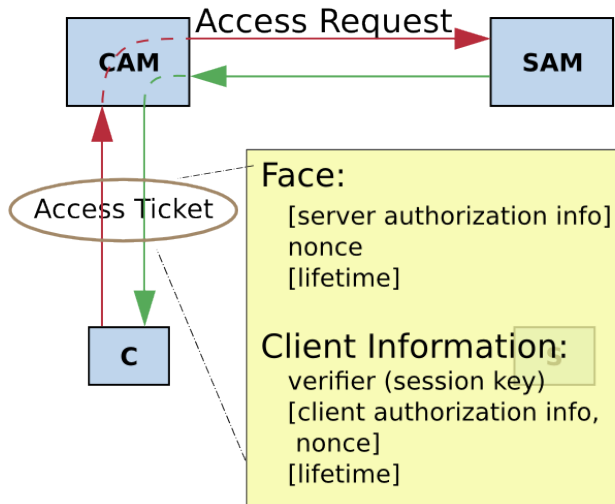 Access Request
CAM
SAM
Access Ticket
Face:
[server authorization info]
nonce
[lifetime]
C
S
Client Information:
verifier (session key)
[client authorization info,
nonce]
[lifetime]